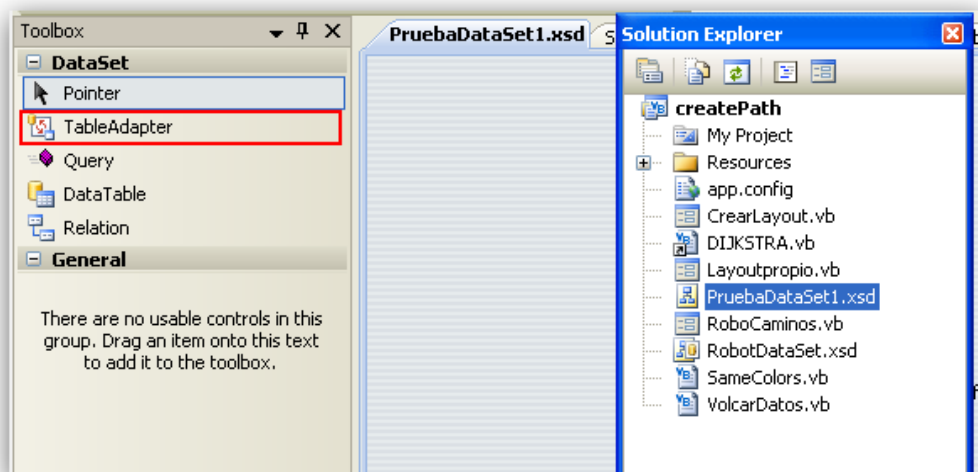 Toolbox
DataSet
Pointer
TableAdapter
Query
DataTable
Relation
General
There are no usable controls in this
group. Drag an item onto this text
to add it to the toolbox.
PruebaDataSet1.xsd
S
Solution Explorer
createPath
My Project
Resources
app.config
CrearLayout.vb
DIJKSTRA.vb
Layoutpropio.vb
PruebaDataSet1.xsd
RoboCaminos.vb
RobotDataSet.xsd
SameColors.vb
VolcarDatos.vb